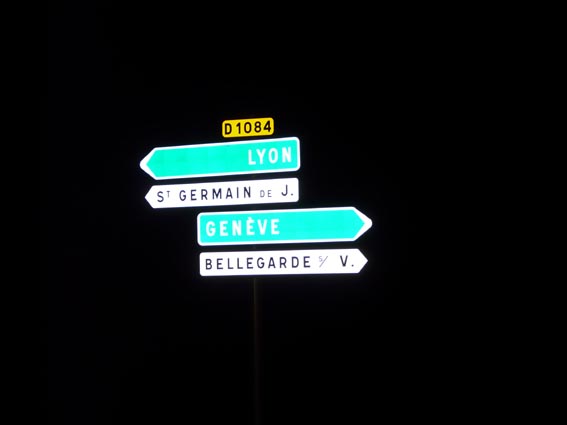 D1084
LYON
ST GERMAIN DE J.
GENÈVE
BELLEGARDE S/ V.